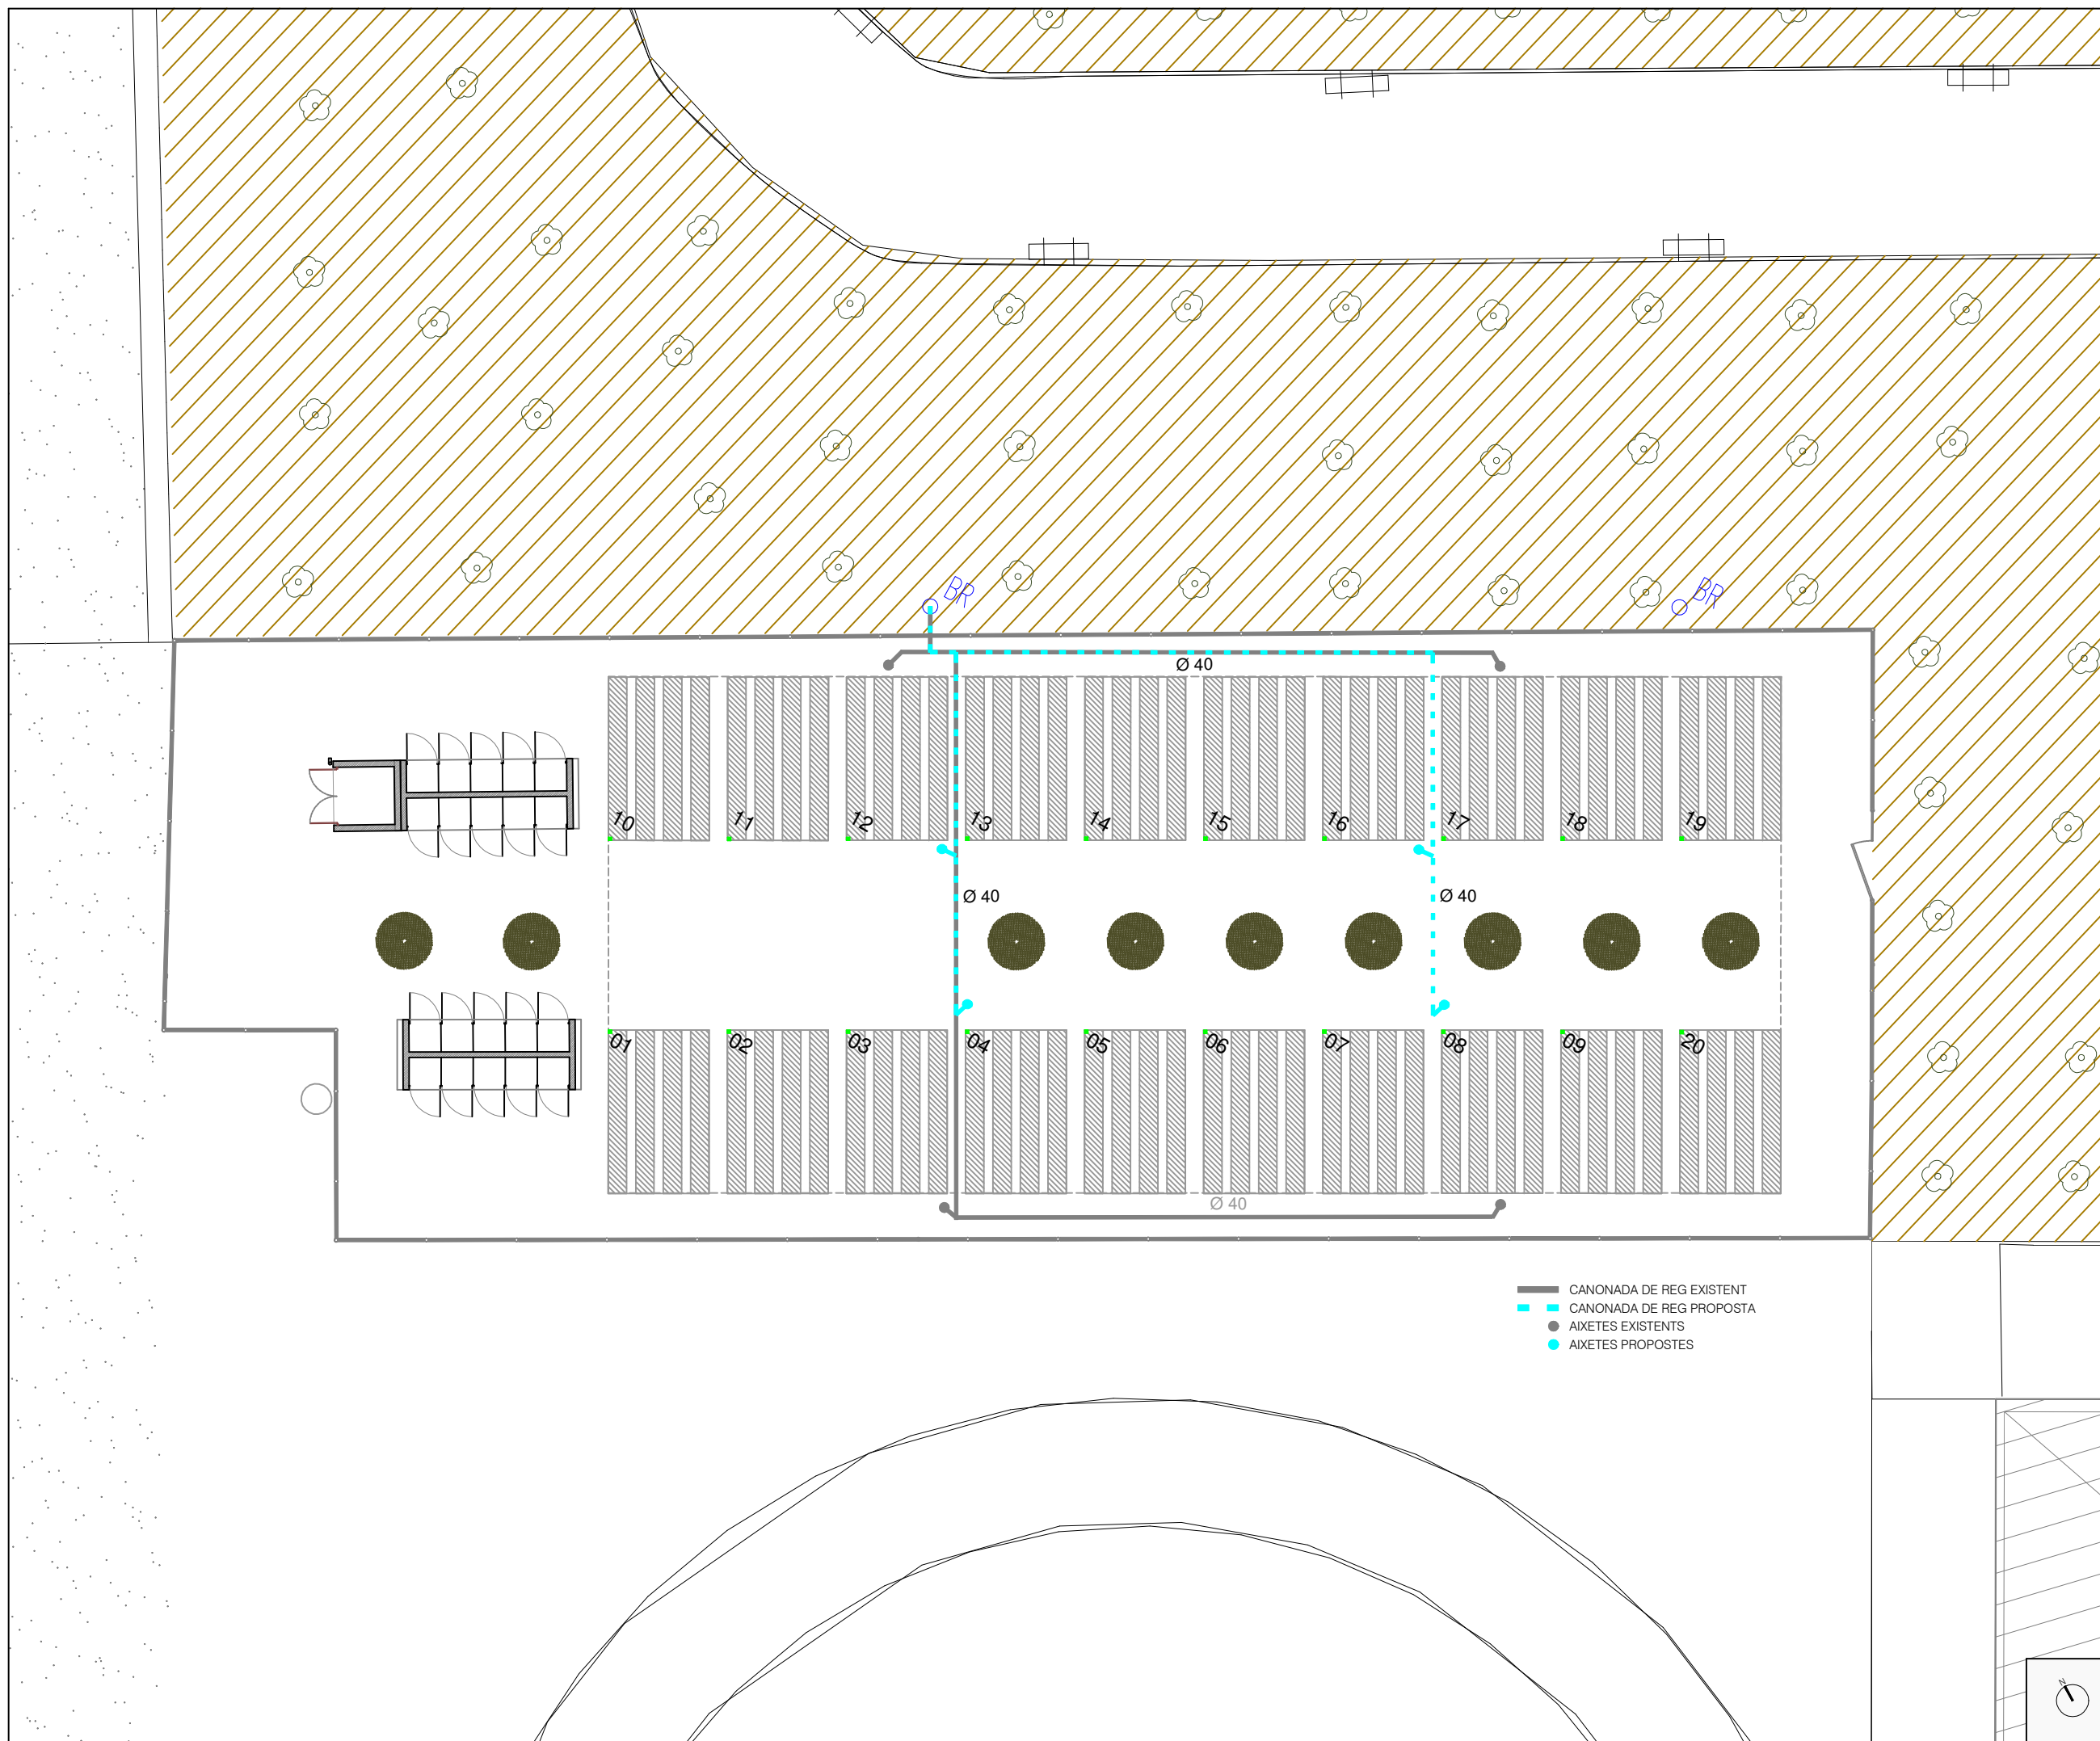 BR BR
Ø 40
10 11 12 13 14 15 16 17 18 19
Ø 40 Ø 40
01 02 03 04 05 06 07 08 09 20
Ø 40
CANONADA DE REG EXISTENT
CANONADA DE REG PROPOSTA
AIXETES EXISTENTS
AIXETES PROPOSTES
N